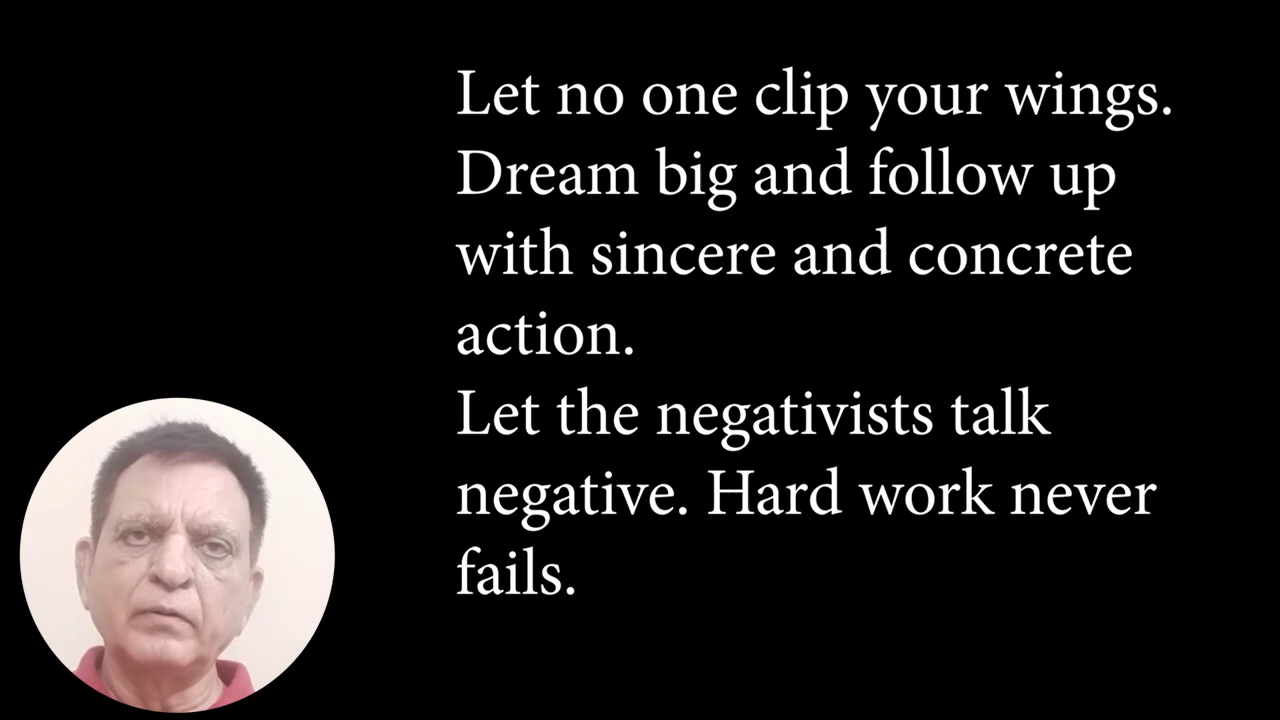 Let no one clip your wings.
Dream big and follow up
with sincere and concrete
action.
Let the negativists talk
negative. Hard work never
fails.